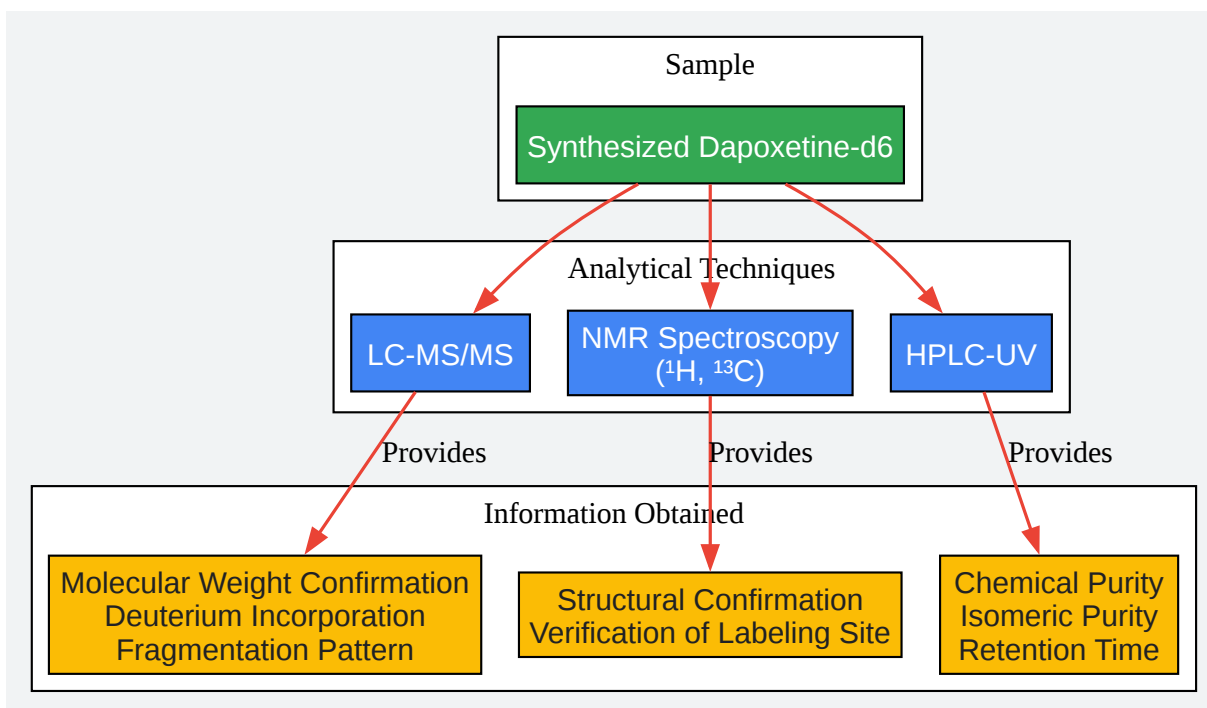 Sample
Synthesized Dapoxetine-d6
Analytical Techniques
LC-MS/MS
NMR Spectroscopy
(¹H, ¹³C)
HPLC-UV
Provides
Provides
Provides
Information Obtained
Molecular Weight Confirmation
Deuterium Incorporation
Fragmentation Pattern
Structural Confirmation
Verification of Labeling Site
Chemical Purity
Isomeric Purity
Retention Time